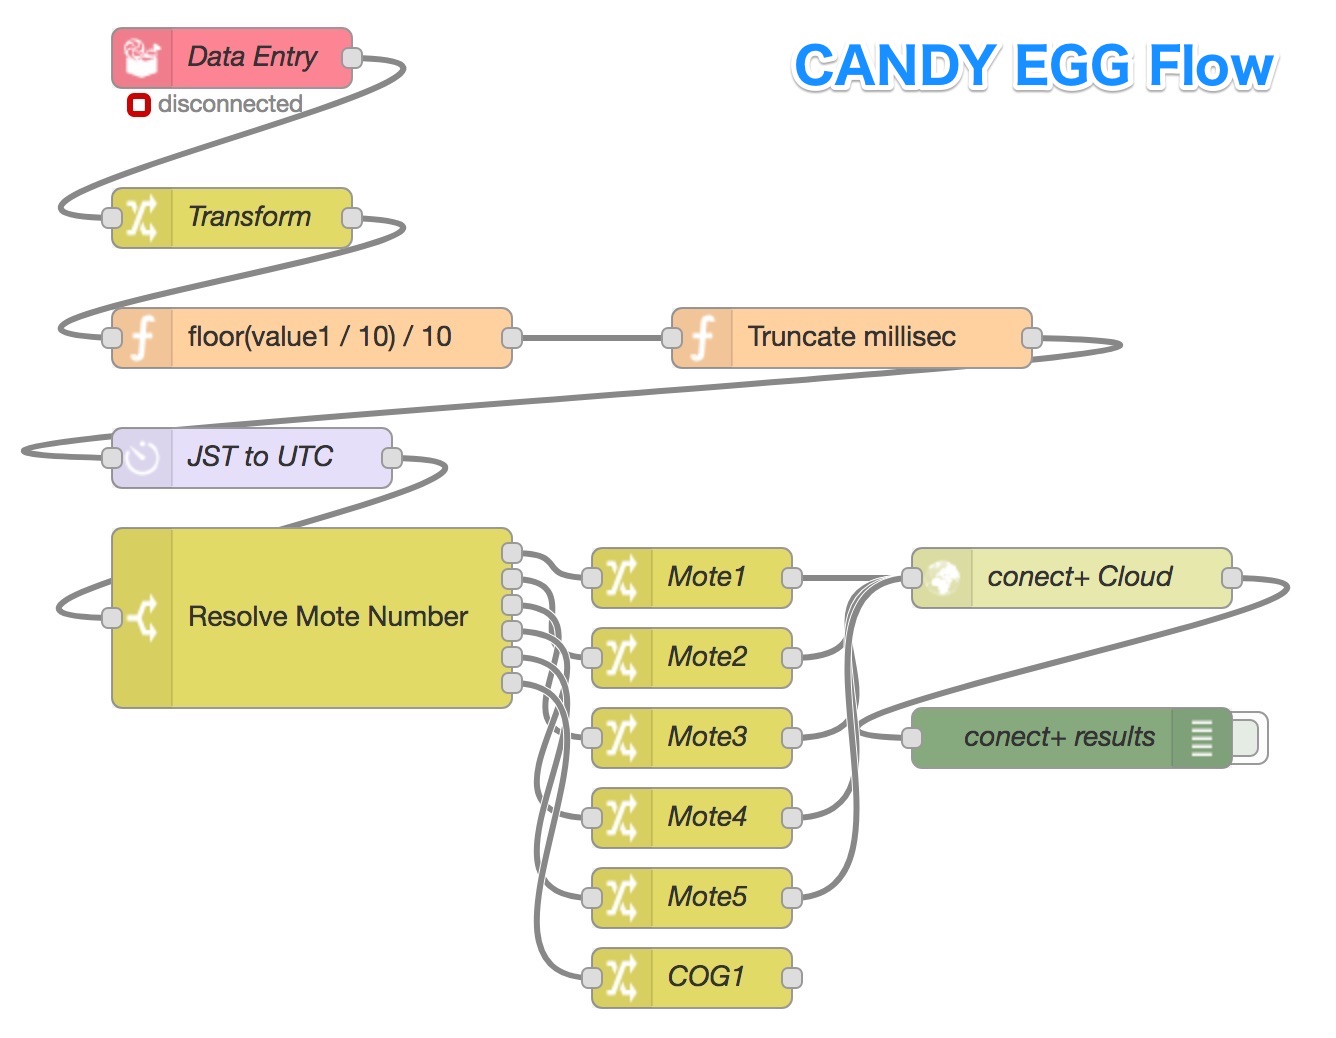 CANDY EGG Flow
Data Entry
disconnected
Transform
floor(value1 / 10) / 10
Truncate millisec
JST to UTC
Resolve Mote Number
Mote1
conect+ Cloud
Mote2
Mote3
conect+ results
Mote4
Mote5
COG1